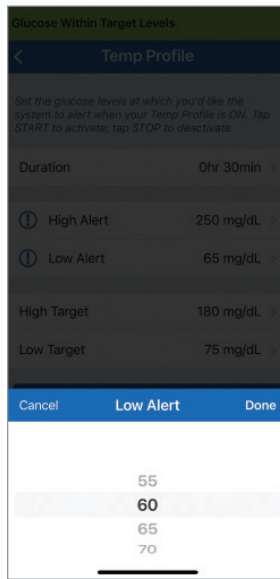 Glucose Within Target Levels
Temp Profile
Set the glucose levels at which you'd like the
system to alert when your Temp Profile is ON. Tap
START to activate; tap STOP to deactivate.
Duration 0hr 30min
High Alert 250 mg/dL
Low Alert 65 mg/dL
High Target 180 mg/dL
Low Target 75 mg/dL
Cancel Low Alert Done
55
60
65
70